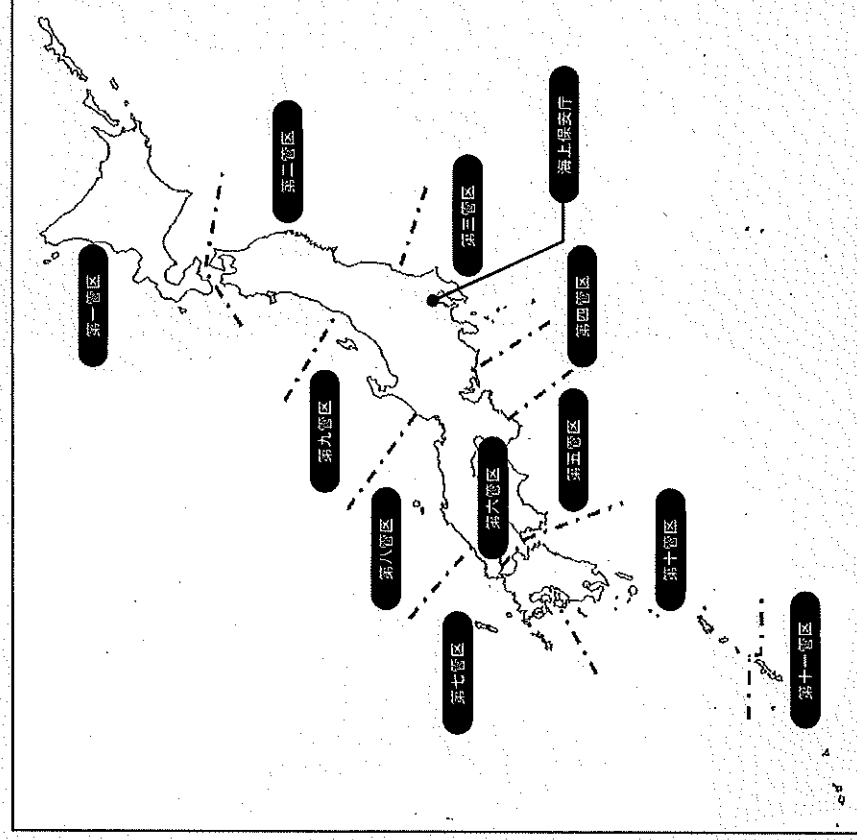 第一管区
第二管区
第三管区
海上保安庁
第四管区
第五管区
第六管区
第七管区
第八管区
第九管区
第十管区
第十一管区